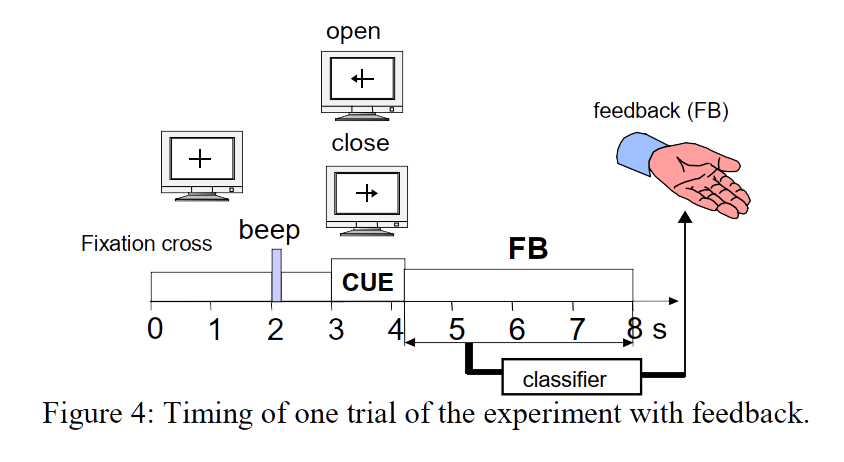 open
feedback (FB)
close
Fixation cross
beep
FB
CUE
0 1 2 3 4 5 6 7 8 s
classifier
Figure 4: Timing of one trial of the experiment with feedback.